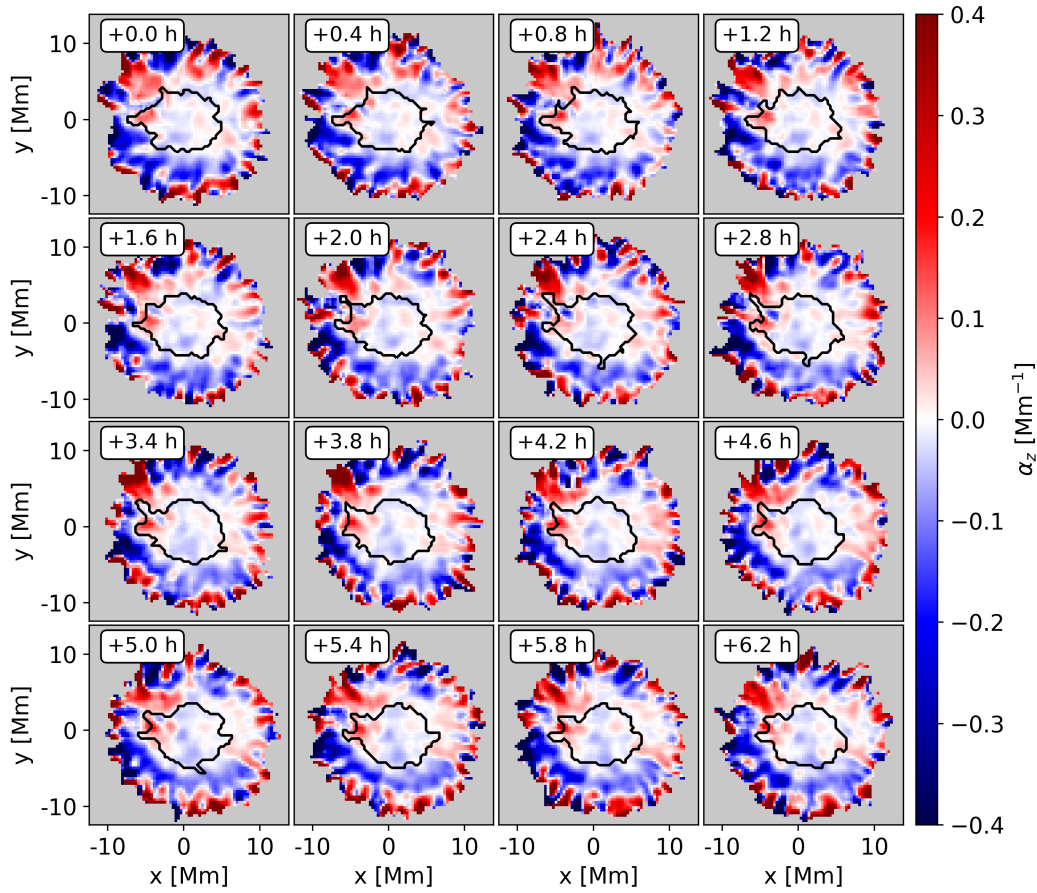 +0.0 h +0.4 h +0.8 h +1.2 h
10
0
-10
y [Mm]
+1.6 h +2.0 h +2.4 h +2.8 h
10
0
-10
y [Mm]
+3.4 h +3.8 h +4.2 h +4.6 h
10
0
-10
y [Mm]
+5.0 h +5.4 h +5.8 h +6.2 h
10
0
-10
y [Mm]
-10 0 10 -10 0 10 -10 0 10 -10 0 10
x [Mm] x [Mm] x [Mm] x [Mm]
0.4
0.3
0.2
0.1
0.0
−0.1
−0.2
−0.3
−0.4
α_z [Mm⁻¹]